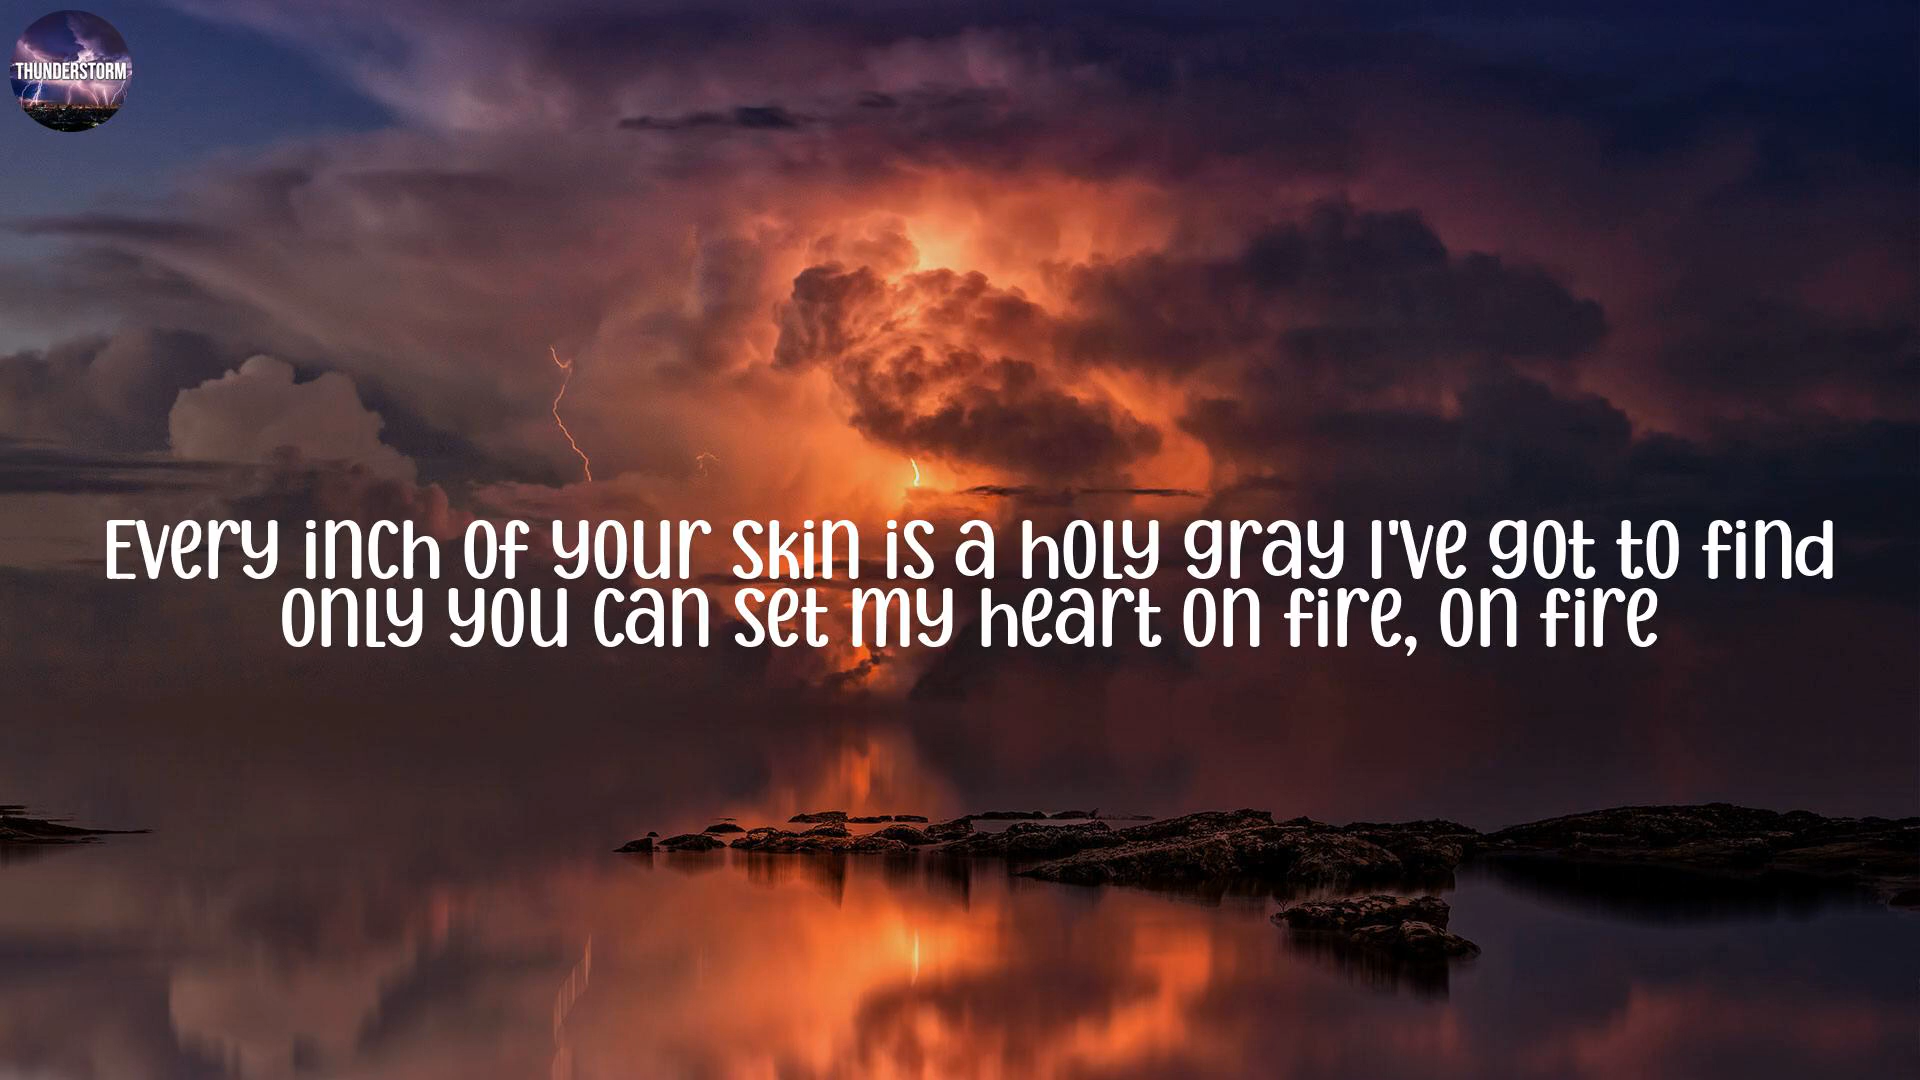 THUNDERSTORM
Every inch of your skin is a holy gray I've got to find
only you can set my heart on fire, on fire